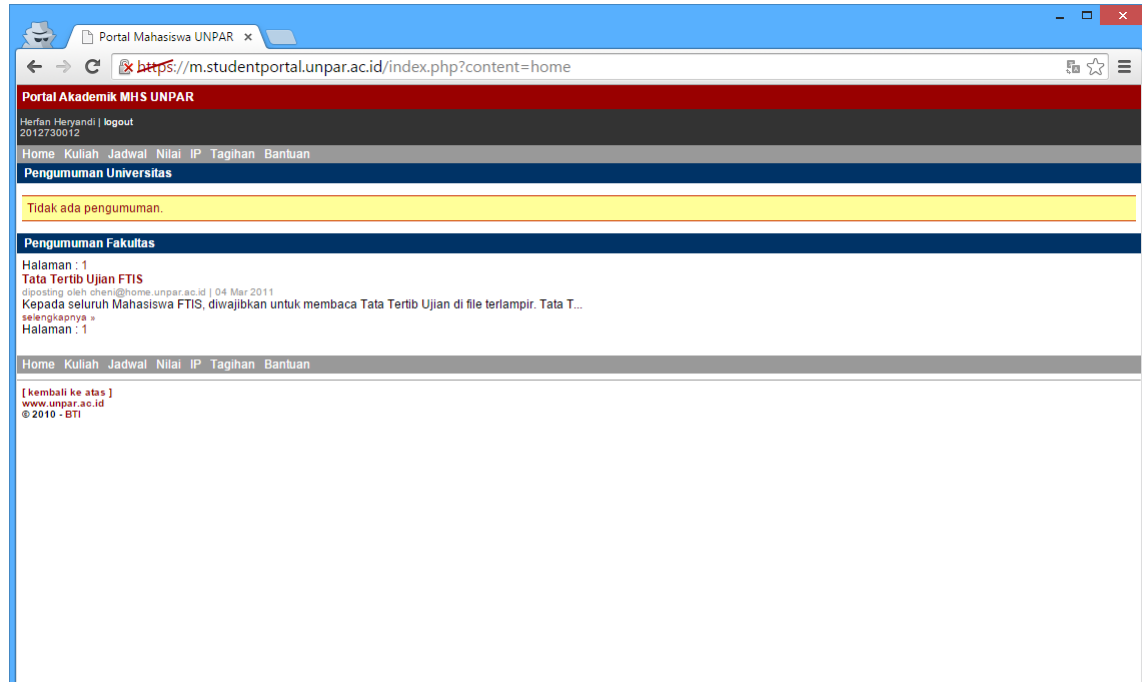 Portal Mahasiswa UNPAR
https://m.studentportal.unpar.ac.id/index.php?content=home
Portal Akademik MHS UNPAR
Herfan Heryandi | logout
2012730012
Home Kuliah Jadwal Nilai IP Tagihan Bantuan
Pengumuman Universitas
Tidak ada pengumuman.
Pengumuman Fakultas
Halaman : 1
Tata Tertib Ujian FTIS
diposting oleh cheni@home.unpar.ac.id | 04 Mar 2011
Kepada seluruh Mahasiswa FTIS, diwajibkan untuk membaca Tata Tertib Ujian di file terlampir. Tata T...
selengkapnya »
Halaman : 1
Home Kuliah Jadwal Nilai IP Tagihan Bantuan
[ kembali ke atas ]
www.unpar.ac.id
© 2010 - BTI